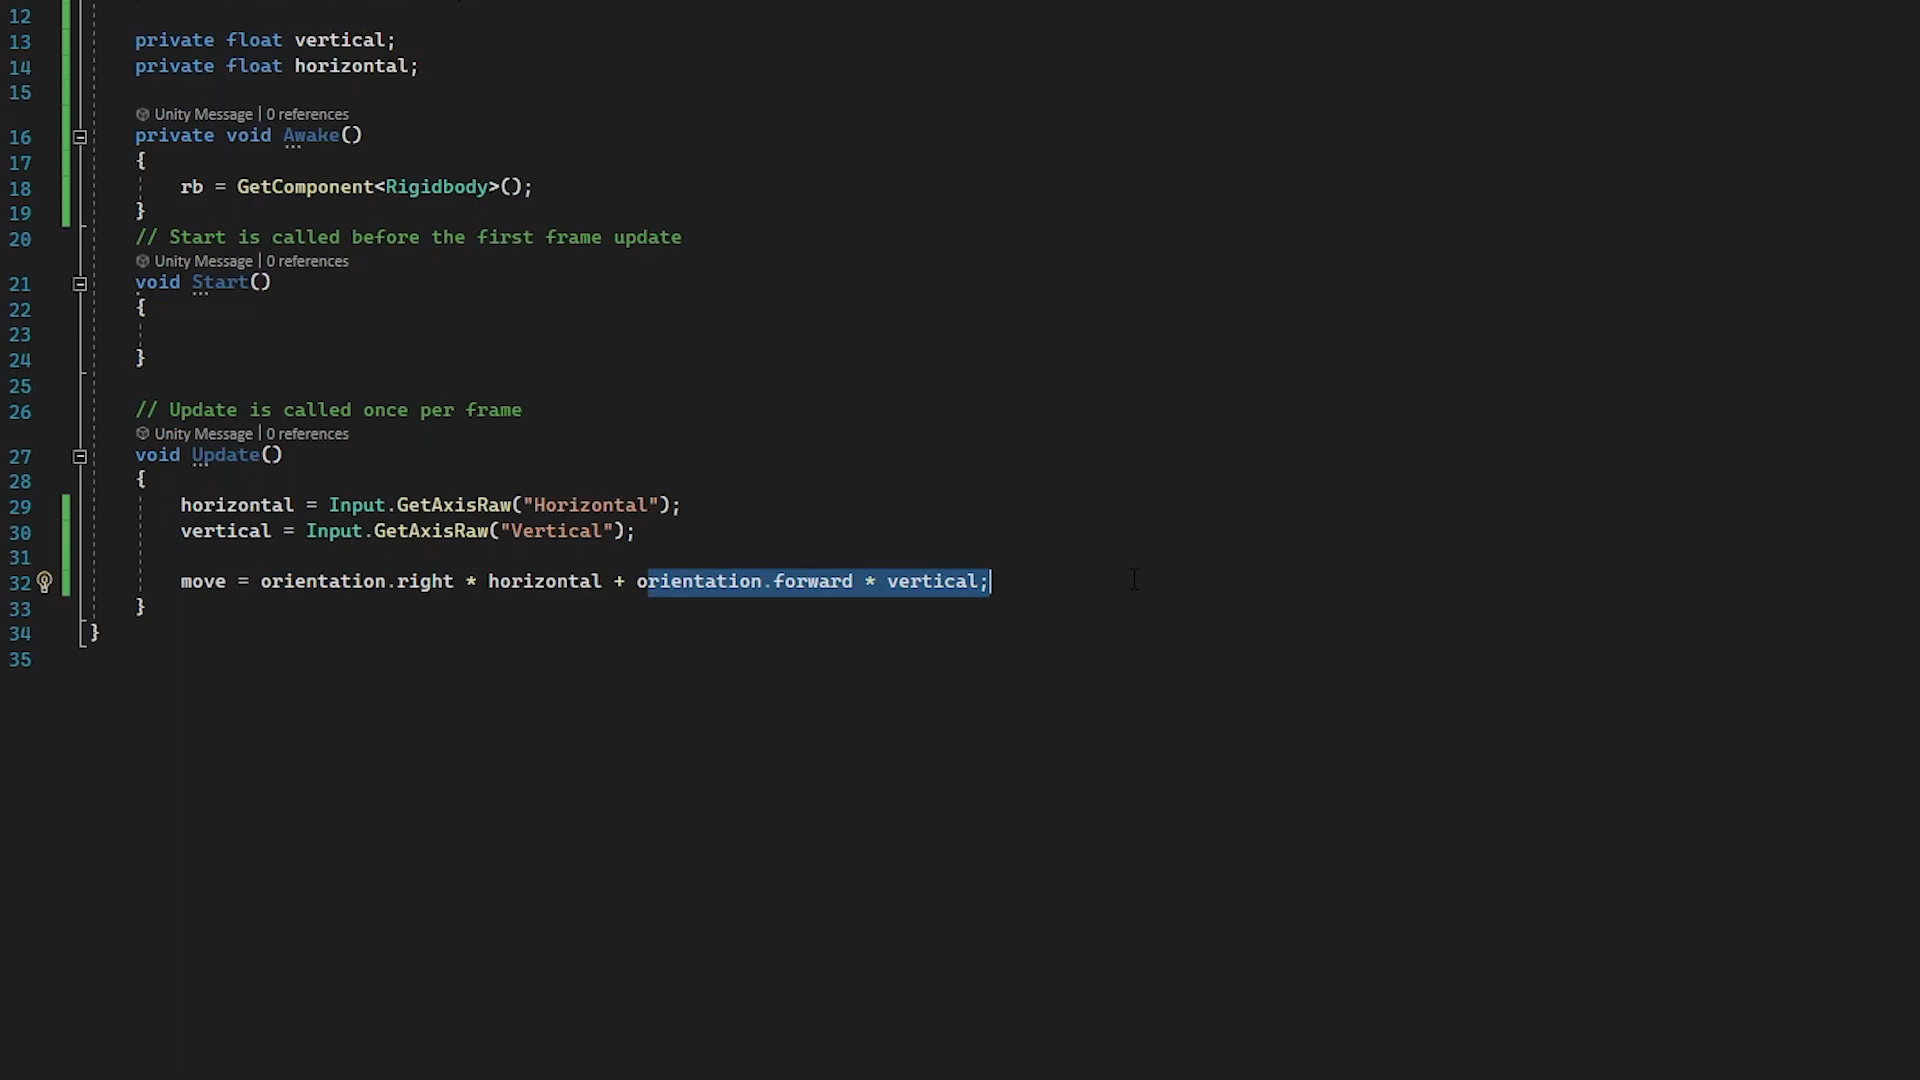 12
13 private float vertical;
14 private float horizontal;
15
Unity Message | 0 references
16 private void Awake()
17 {
18 rb = GetComponent<Rigidbody>();
19 }
20 // Start is called before the first frame update
Unity Message | 0 references
21 void Start()
22 {
23
24 }
25
26 // Update is called once per frame
Unity Message | 0 references
27 void Update()
28 {
29 horizontal = Input.GetAxisRaw("Horizontal");
30 vertical = Input.GetAxisRaw("Vertical");
31
32 move = orientation.right * horizontal + orientation.forward * vertical;
33 }
34 }
35